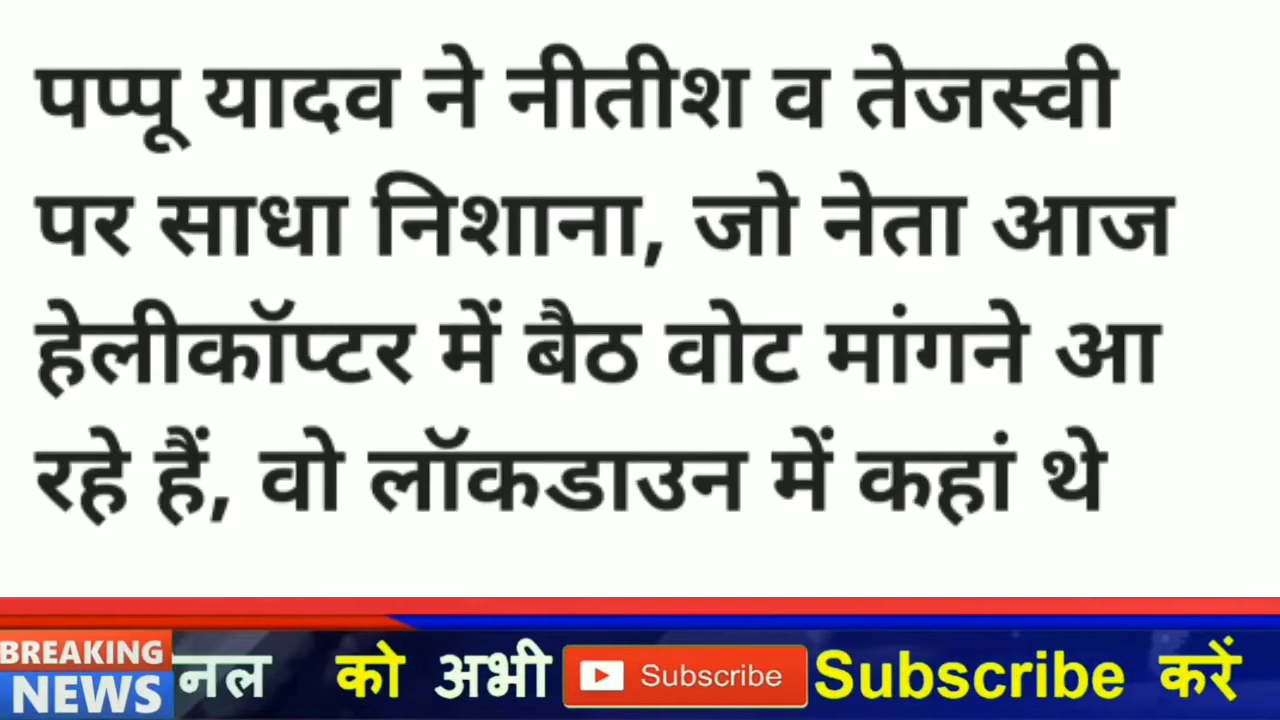 पप्पू यादव ने नीतीश व तेजस्वी
पर साधा निशाना, जो नेता आज
हेलीकॉप्टर में बैठ वोट मांगने आ
रहे हैं, वो लॉकडाउन में कहां थे
BREAKING
NEWS
नल को अभी Subscribe Subscribe करें